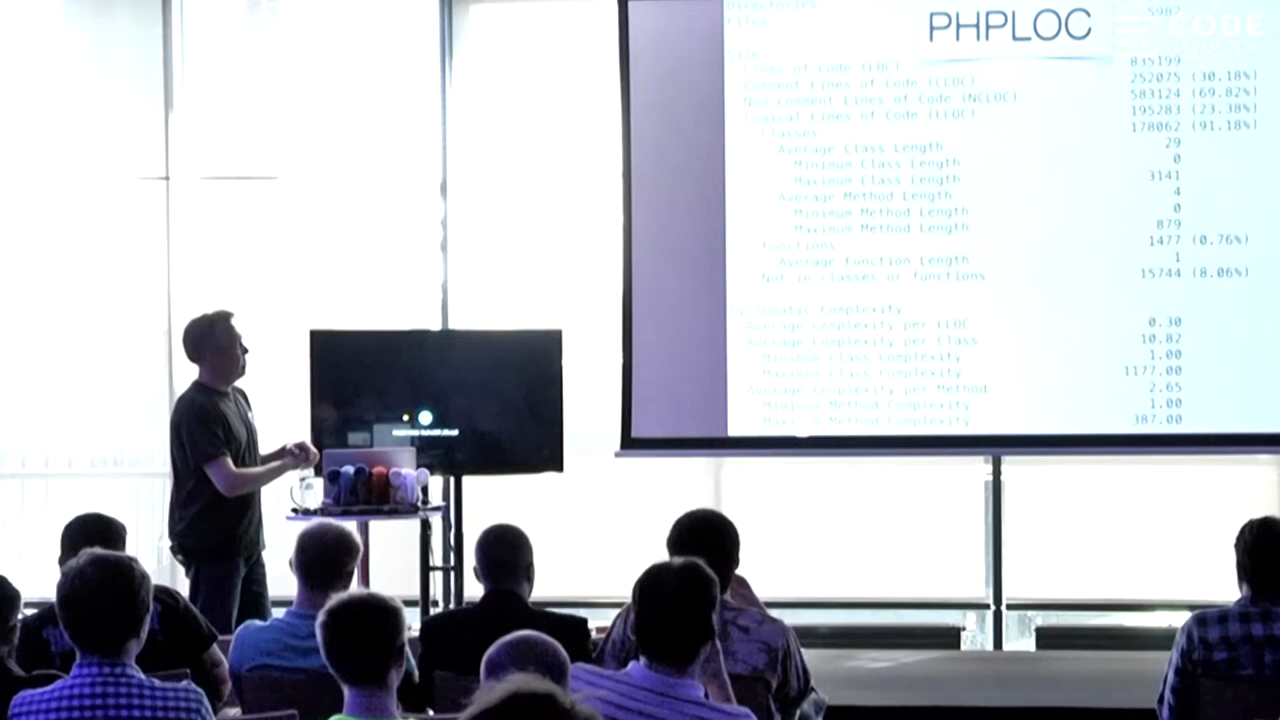 PHPLOC
CODE
Directories
Files 5982
Size
Lines of Code (LOC) 835199
Comment Lines of Code (CLOC) 252075 (30.18%)
Non-Comment Lines of Code (NCLOC) 583124 (69.82%)
Logical Lines of Code (LLOC) 195283 (23.38%)
Classes 178062 (91.18%)
Average Class Length 29
Minimum Class Length 0
Maximum Class Length 3141
Average Method Length 4
Minimum Method Length 0
Maximum Method Length 879
Functions 1477 (0.76%)
Average Function Length 1
Not in classes or functions 15744 (8.06%)
Cyclomatic Complexity
Average Complexity per LLOC 0.30
Average Complexity per Class 10.82
Minimum Class Complexity 1.00
Maximum Class Complexity 1177.00
Average Complexity per Method 2.65
Minimum Method Complexity 1.00
Maximum Method Complexity 387.00